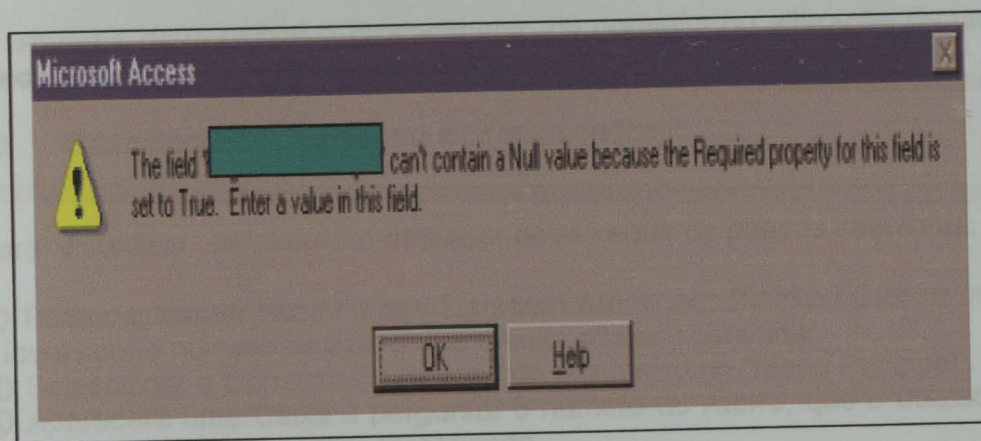 Microsoft Access
The field ' can't contain a Null value because the Required property for this field is
set to True. Enter a value in this field.
OK
Help